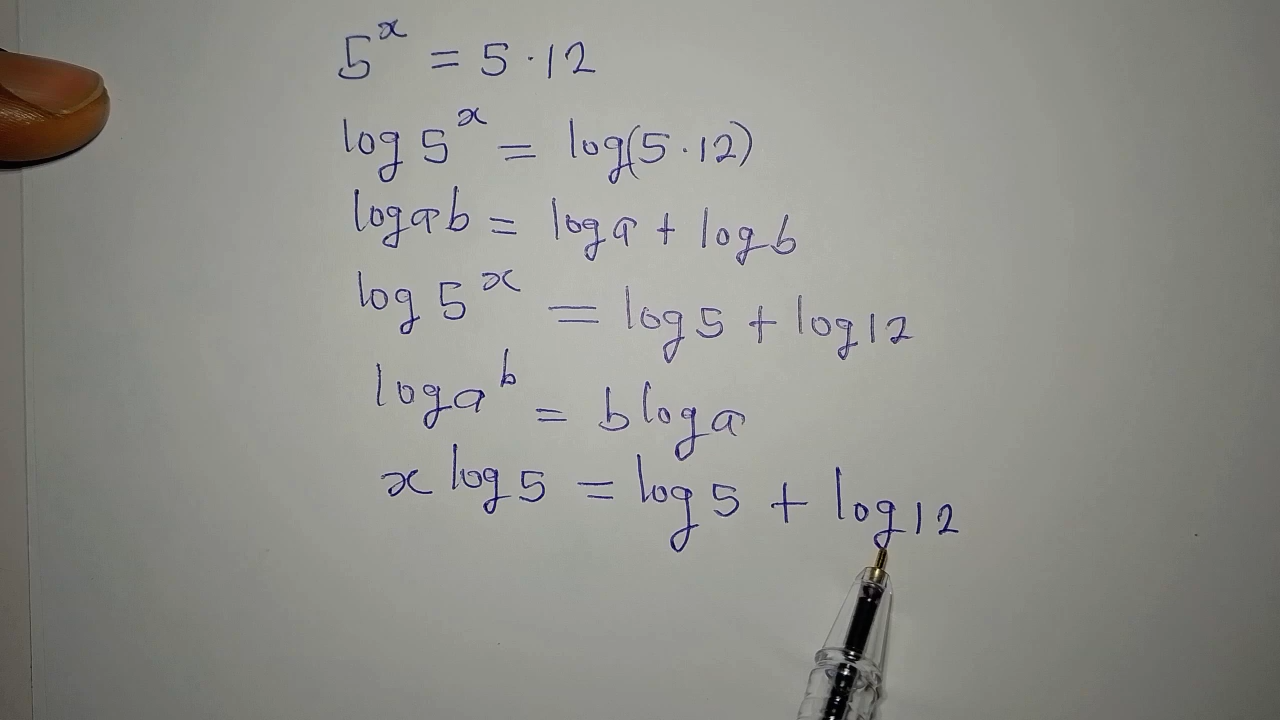 5^x = 5 · 12
log 5^x = log(5 · 12)
log ab = log a + log b
log 5^x = log 5 + log 12
log a^b = b log a
x log 5 = log 5 + log 12